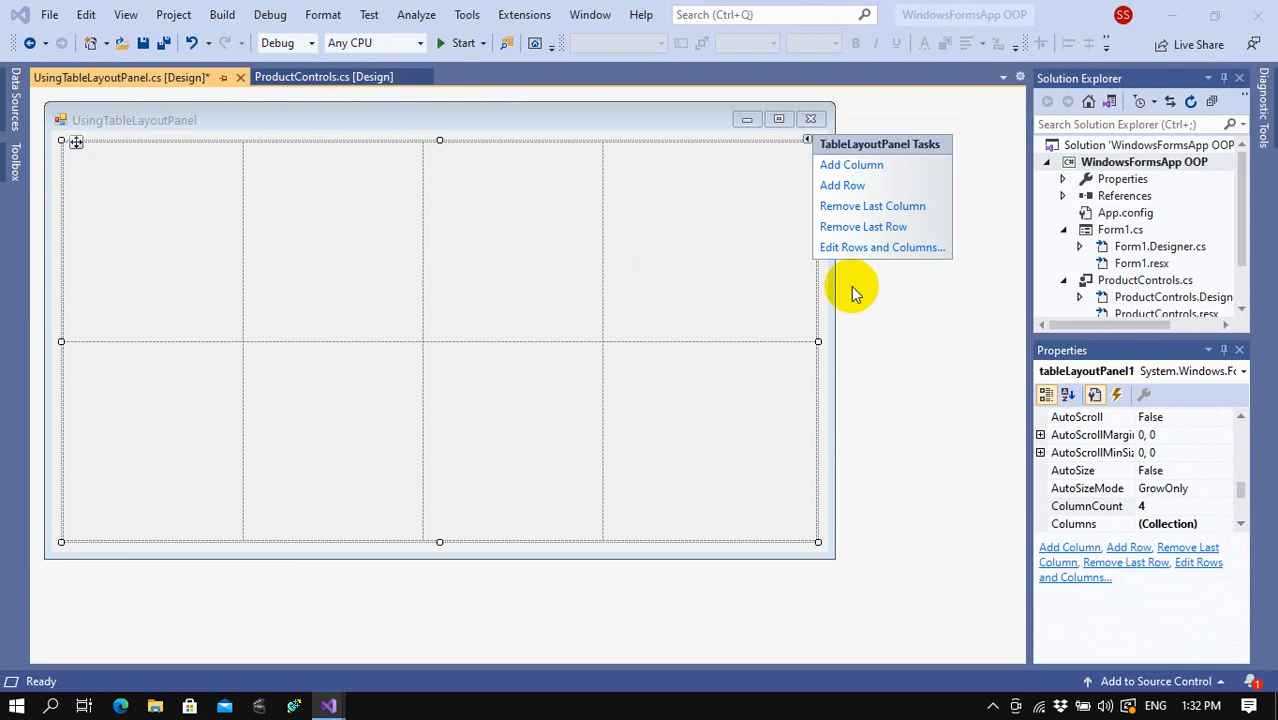 File Edit View Project Build Debug Format Test Analyze Tools Extensions Window Help Search (Ctrl+Q) WindowsFormsApp OOP SS
Debug Any CPU Start Live Share
UsingTableLayoutPanel.cs [Design]* ProductControls.cs [Design]
Data Sources
Toolbox
UsingTableLayoutPanel
TableLayoutPanel Tasks
Add Column
Add Row
Remove Last Column
Remove Last Row
Edit Rows and Columns...
Solution Explorer
Search Solution Explorer (Ctrl+;)
Solution 'WindowsFormsApp OOP'
WindowsFormsApp OOP
Properties
References
App.config
Form1.cs
Form1.Designer.cs
Form1.resx
ProductControls.cs
ProductControls.Design
ProductControls.resx
Diagnostic Tools
Properties
tableLayoutPanel1 System.Windows.Fo
AutoScroll False
AutoScrollMargin 0, 0
AutoScrollMinSiz 0, 0
AutoSize False
AutoSizeMode GrowOnly
ColumnCount 4
Columns (Collection)
Add Column, Add Row, Remove Last
Column, Remove Last Row, Edit Rows
and Columns...
Ready Add to Source Control 1
ENG 1:32 PM